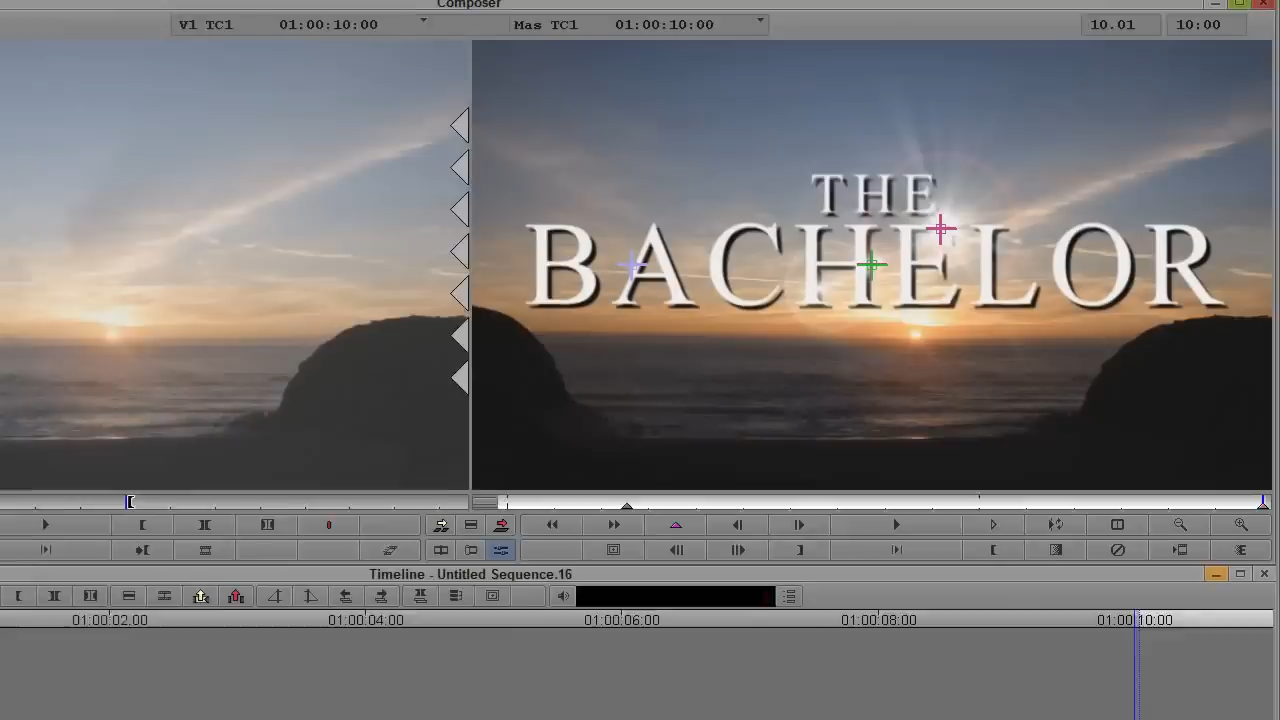 Composer
V1 TC1 01:00:10:00 Mas TC1 01:00:10:00 10.01 10:00
THE
BACHELOR
Timeline - Untitled Sequence.16
01:00:02:00 01:00:04:00 01:00:06:00 01:00:08:00 01:00:10:00